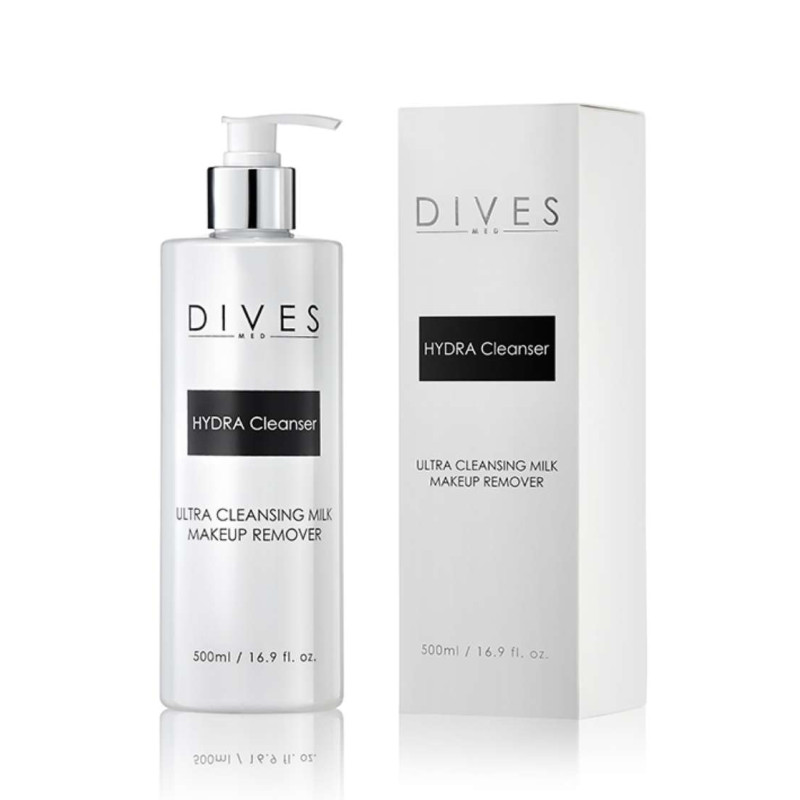 DIVES
MED
HYDRA Cleanser
ULTRA CLEANSING MILK
MAKEUP REMOVER
500ml / 16.9 fl. oz.
DIVES
MED
HYDRA Cleanser
ULTRA CLEANSING MILK
MAKEUP REMOVER
500ml / 16.9 fl. oz.